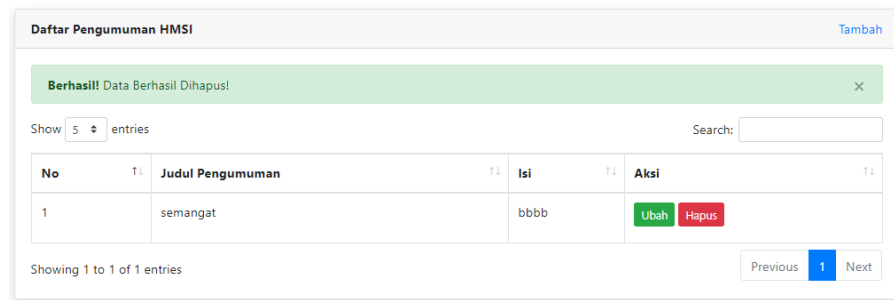 Daftar Pengumuman HMSI Tambah
Berhasil! Data Berhasil Dihapus! ×
Show 5 entries Search:
No Judul Pengumuman Isi Aksi
1 semangat bbbb Ubah Hapus
Showing 1 to 1 of 1 entries Previous 1 Next